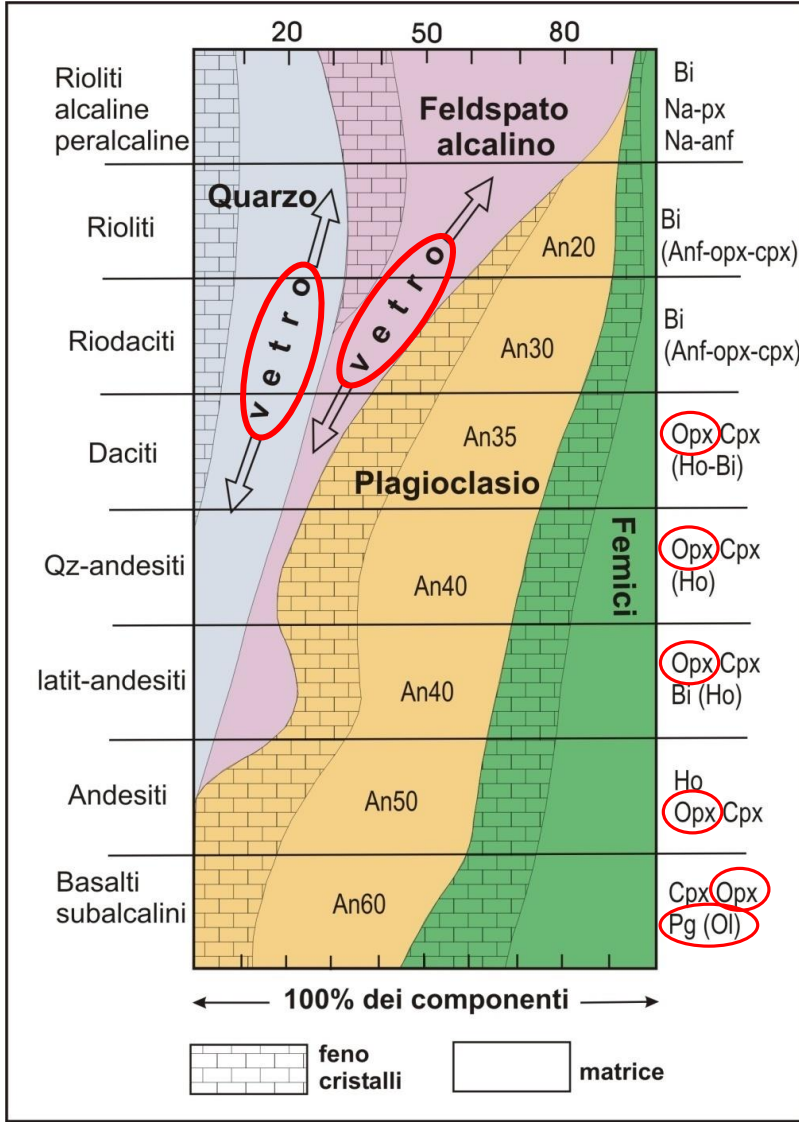 20 50 80
Rioliti
alcaline
peralcaline
Feldspato
alcalino
Bi
Na-px
Na-anf
Quarzo
Rioliti
vetro
vetro
An20
Bi
(Anf-opx-cpx)
Riodaciti
An30
Bi
(Anf-opx-cpx)
Daciti
An35
Plagioclasio
Opx Cpx
(Ho-Bi)
Qz-andesiti
An40
Femici
Opx Cpx
(Ho)
latit-andesiti
An40
Opx Cpx
Bi (Ho)
Andesiti
An50
Ho
Opx Cpx
Basalti
subalcalini
An60
Cpx Opx
Pg (Ol)
100% dei componenti
feno
cristalli
matrice